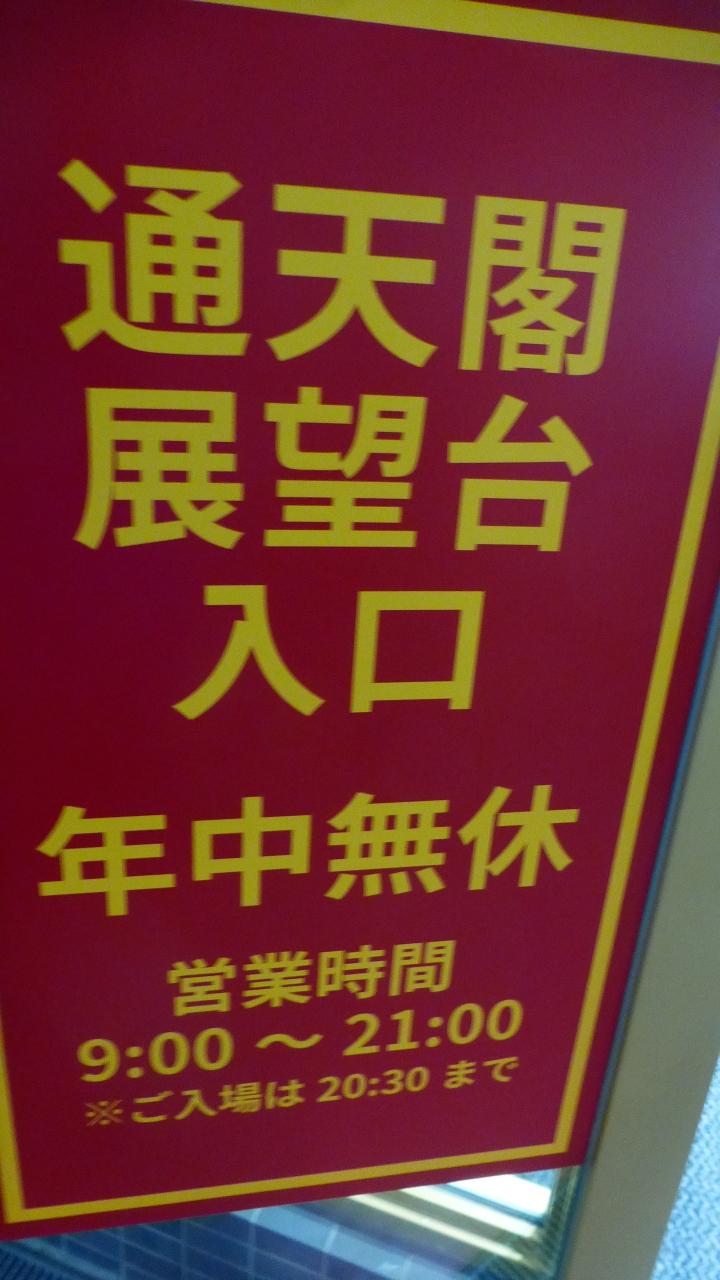 通天閣
展望台
入口
年中無休
営業時間
9:00 ～ 21:00
※ご入場は 20:30 まで